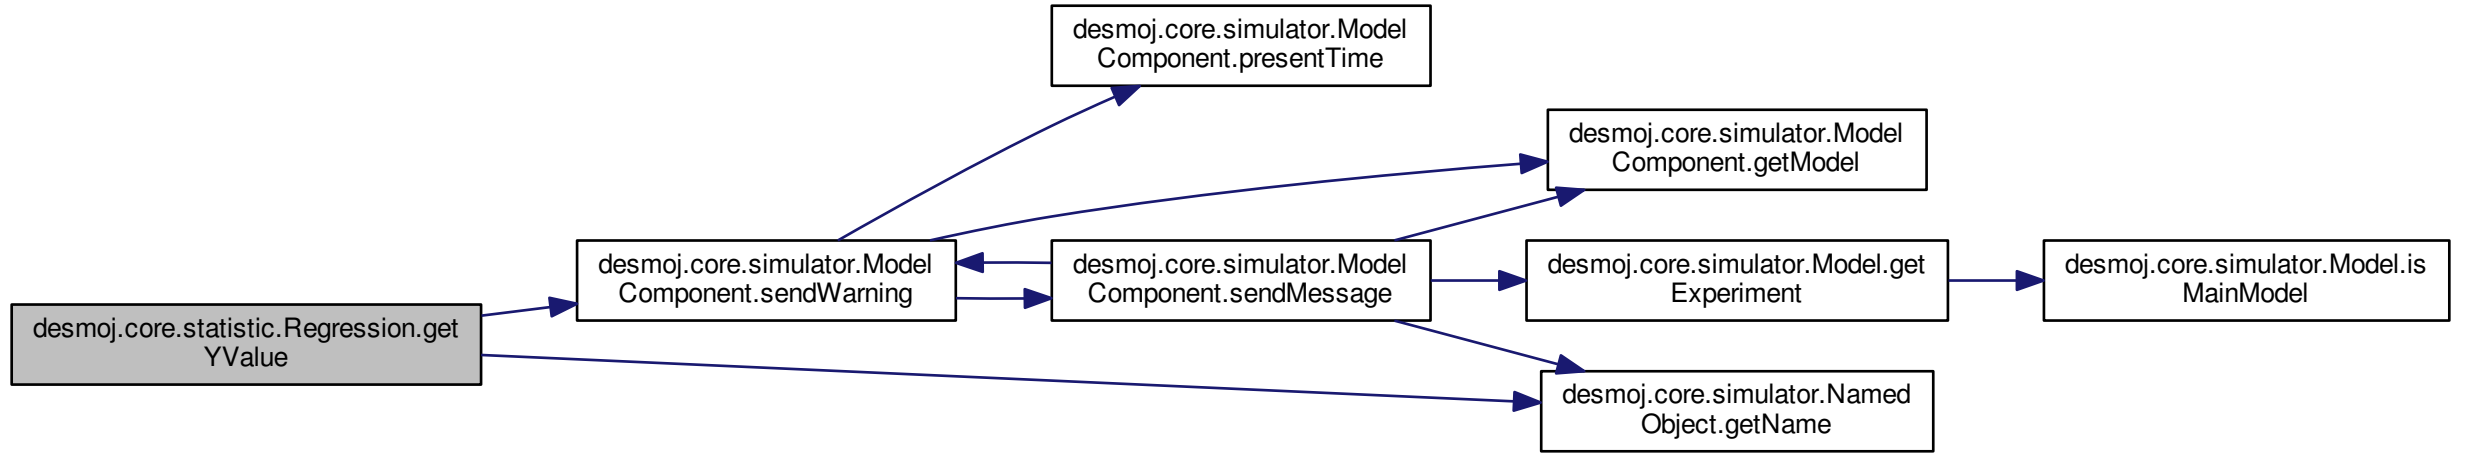 desmoj.core.simulator.Model
Component.presentTime
desmoj.core.simulator.Model
Component.getModel
desmoj.core.simulator.Model
Component.sendWarning
desmoj.core.simulator.Model
Component.sendMessage
desmoj.core.simulator.Model.get
Experiment
desmoj.core.simulator.Model.is
MainModel
desmoj.core.statistic.Regression.get
YValue
desmoj.core.simulator.Named
Object.getName